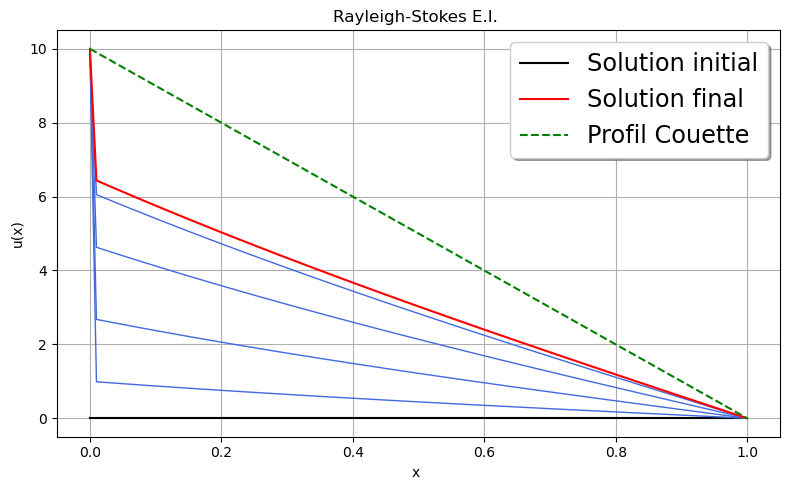 Rayleigh-Stokes E.I.
Solution initial
Solution final
Profil Couette
u(x)
10
8
6
4
2
0
0.0 0.2 0.4 0.6 0.8 1.0
x